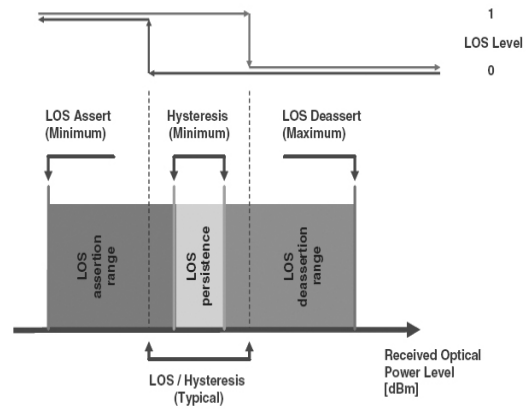 1
LOS Level
0
LOS Assert
(Minimum)
Hysteresis
(Minimum)
LOS Deassert
(Maximum)
LOS
assertion
range
LOS
persistence
LOS
deassertion
range
Received Optical
Power Level
[dBm]
LOS / Hysteresis
(Typical)